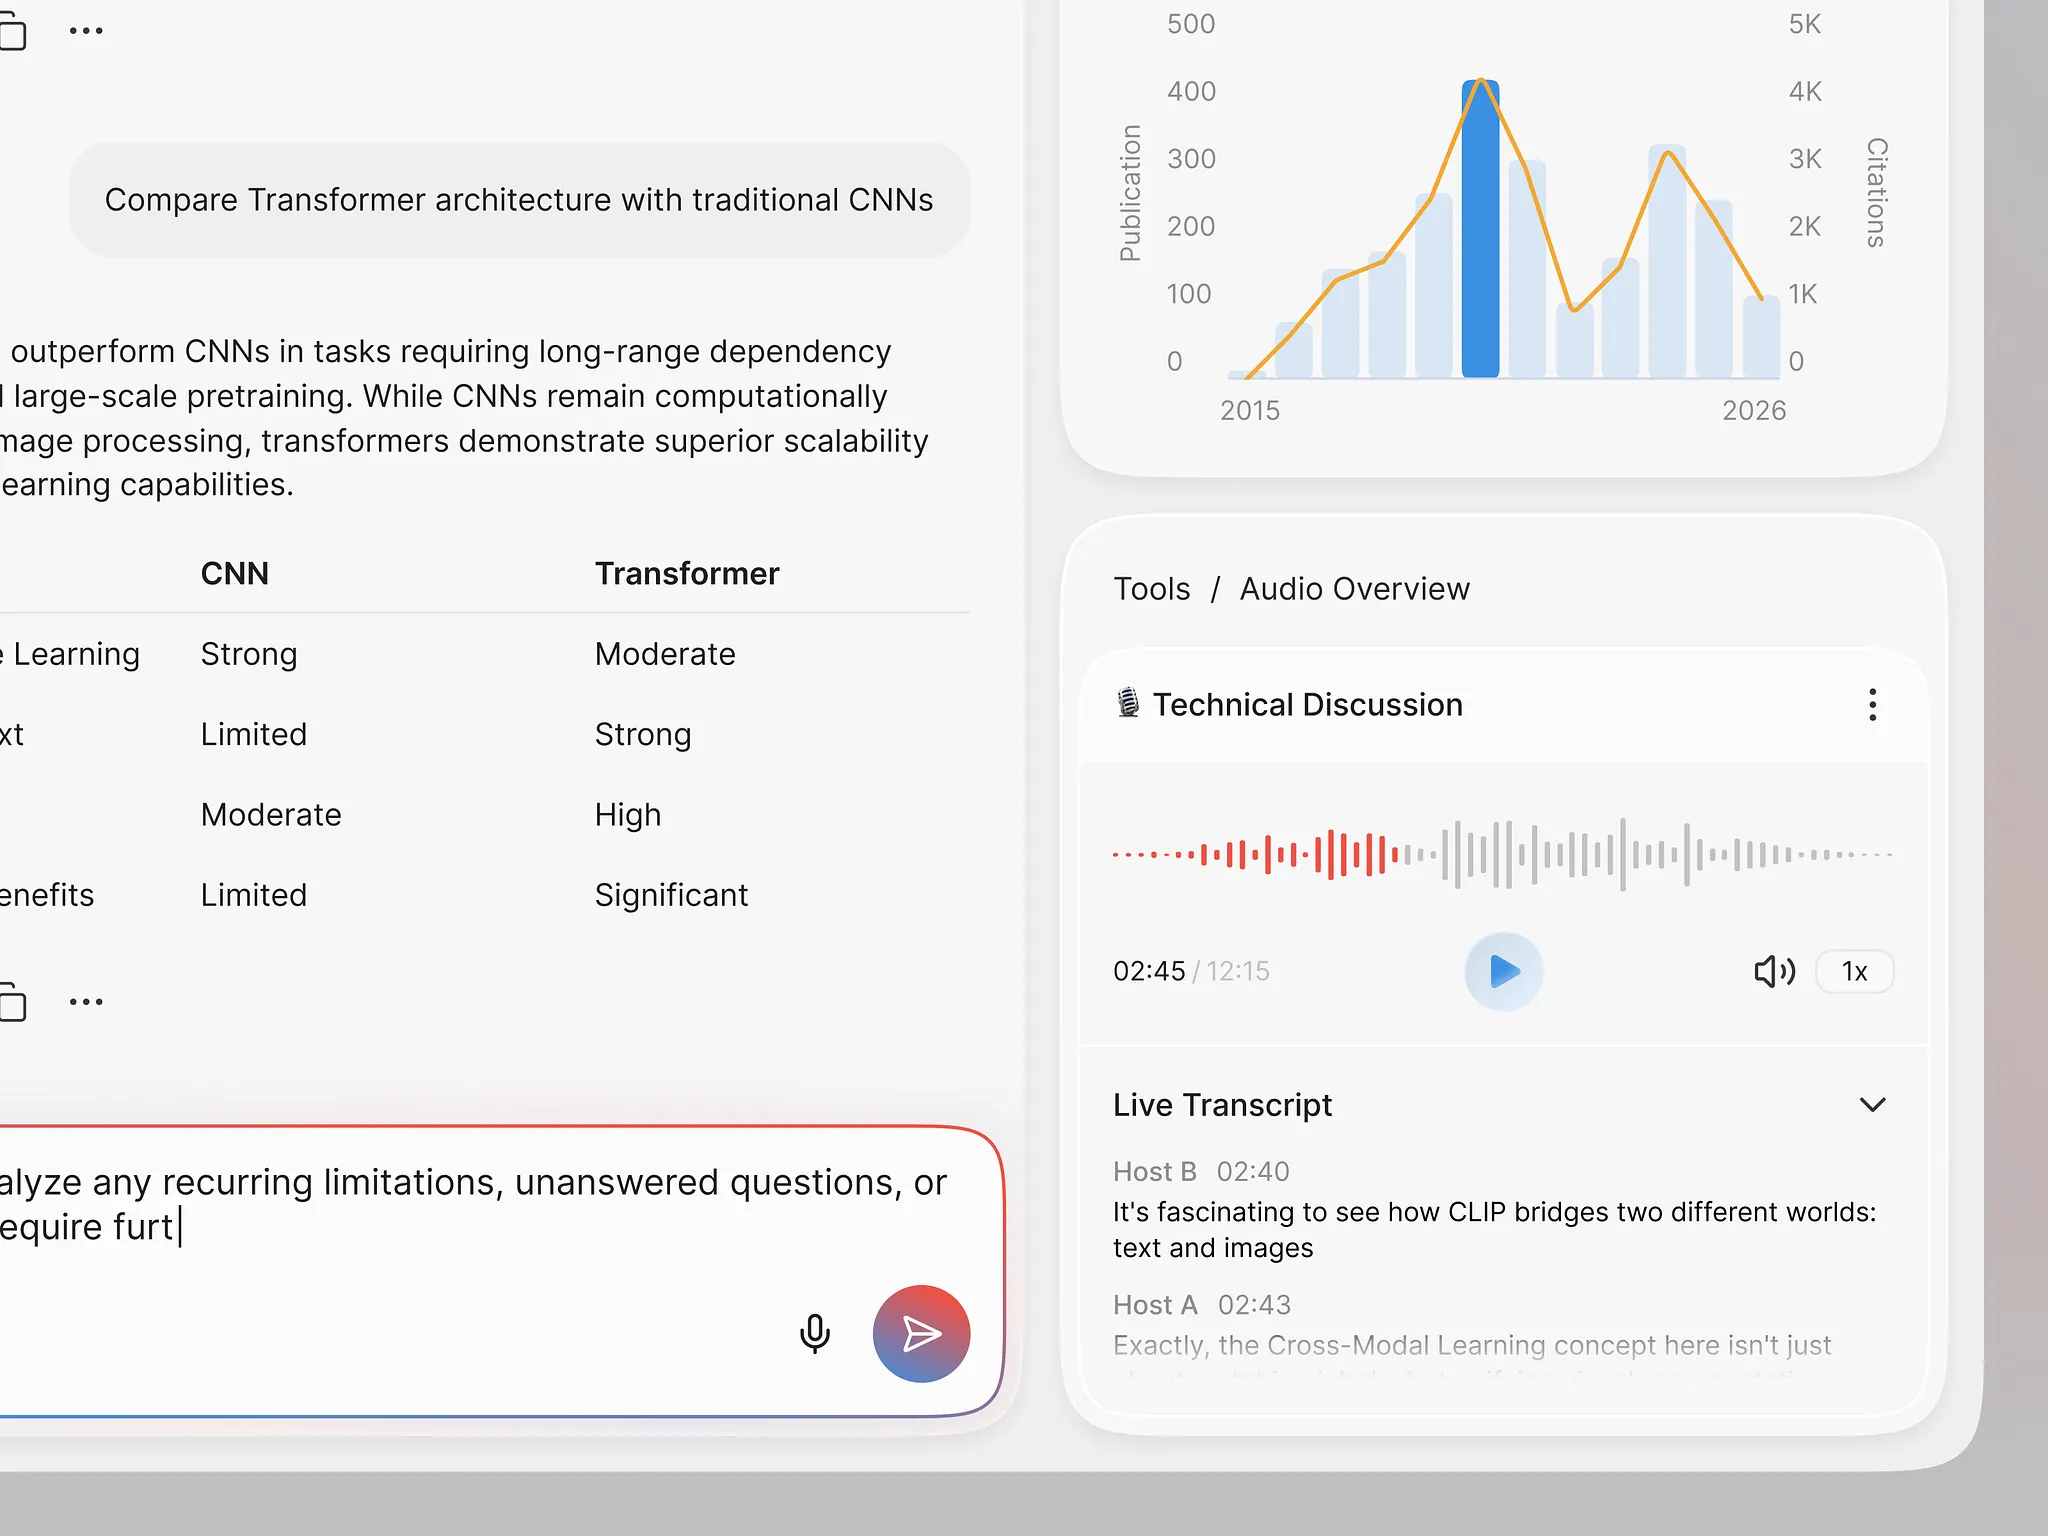 Compare Transformer architecture with traditional CNNs
outperform CNNs in tasks requiring long-range dependency
large-scale pretraining. While CNNs remain computationally
mage processing, transformers demonstrate superior scalability
earning capabilities.
CNN Transformer
Learning Strong Moderate
xt Limited Strong
Moderate High
enefits Limited Significant
alyze any recurring limitations, unanswered questions, or
equire furt
500 5K
400 4K
300 3K
200 2K
100 1K
0 0
Publication
Citations
2015 2026
Tools / Audio Overview
Technical Discussion
02:45 / 12:15
1x
Live Transcript
Host B 02:40
It's fascinating to see how CLIP bridges two different worlds:
text and images
Host A 02:43
Exactly, the Cross-Modal Learning concept here isn't just